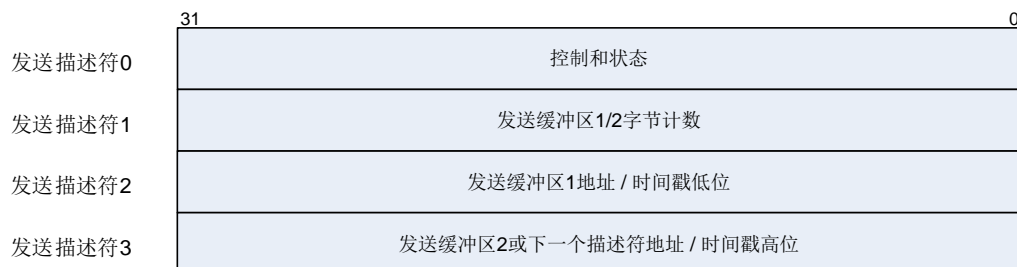 31 0
发送描述符0 控制和状态
发送描述符1 发送缓冲区1/2字节计数
发送描述符2 发送缓冲区1地址 / 时间戳低位
发送描述符3 发送缓冲区2或下一个描述符地址 / 时间戳高位